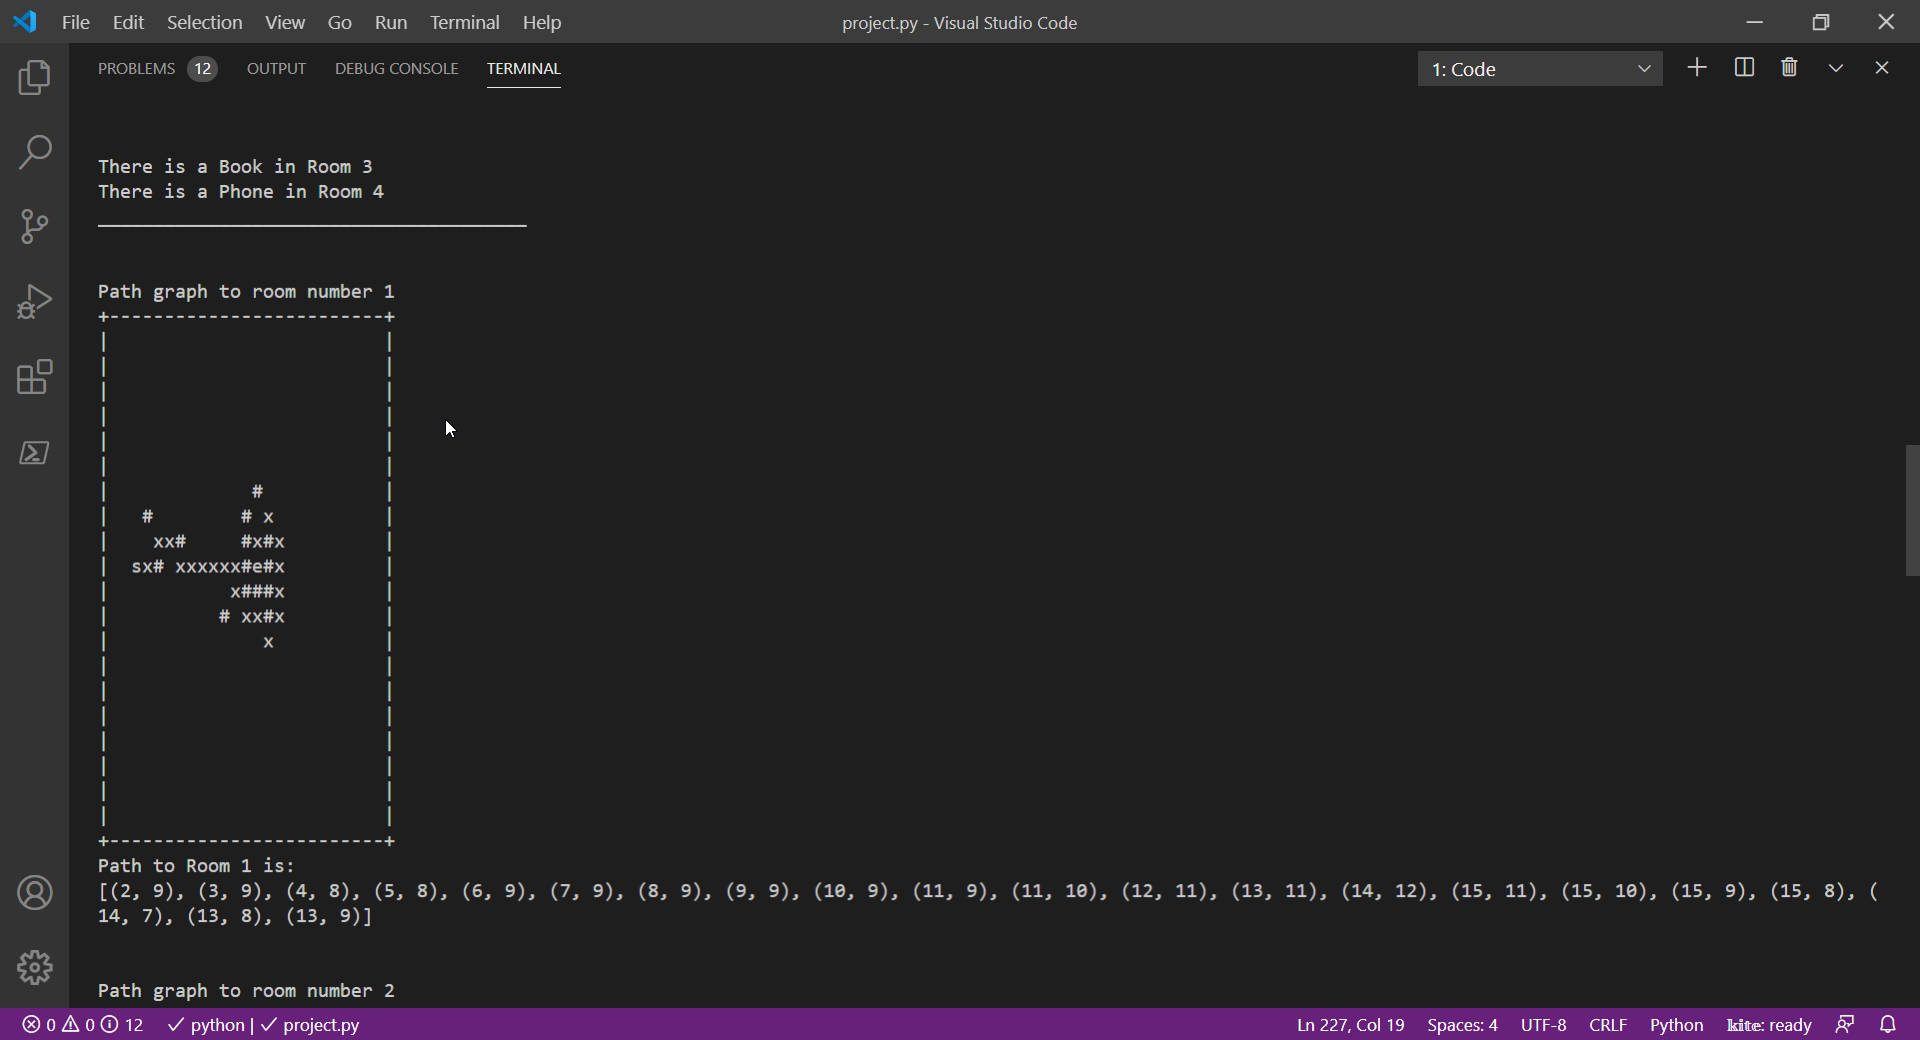 File Edit Selection View Go Run Terminal Help project.py - Visual Studio Code
PROBLEMS 12 OUTPUT DEBUG CONSOLE TERMINAL 1: Code
There is a Book in Room 3
There is a Phone in Room 4
_______________________________________
Path graph to room number 1
+-------------------------+
|                         |
|                         |
|                         |
|                         |
|                         |
|                         |
|             #           |
|   #        # x          |
|    xx#     #x#x         |
|  sx# xxxxxx#e#x         |
|           x###x         |
|          # xx#x         |
|              x          |
|                         |
|                         |
|                         |
|                         |
|                         |
|                         |
|                         |
+-------------------------+
Path to Room 1 is:
[(2, 9), (3, 9), (4, 8), (5, 8), (6, 9), (7, 9), (8, 9), (9, 9), (10, 9), (11, 9), (11, 10), (12, 11), (13, 11), (14, 12), (15, 11), (15, 10), (15, 9), (15, 8), (
14, 7), (13, 8), (13, 9)]
Path graph to room number 2
0 0 12 python | project.py Ln 227, Col 19 Spaces: 4 UTF-8 CRLF Python kite: ready